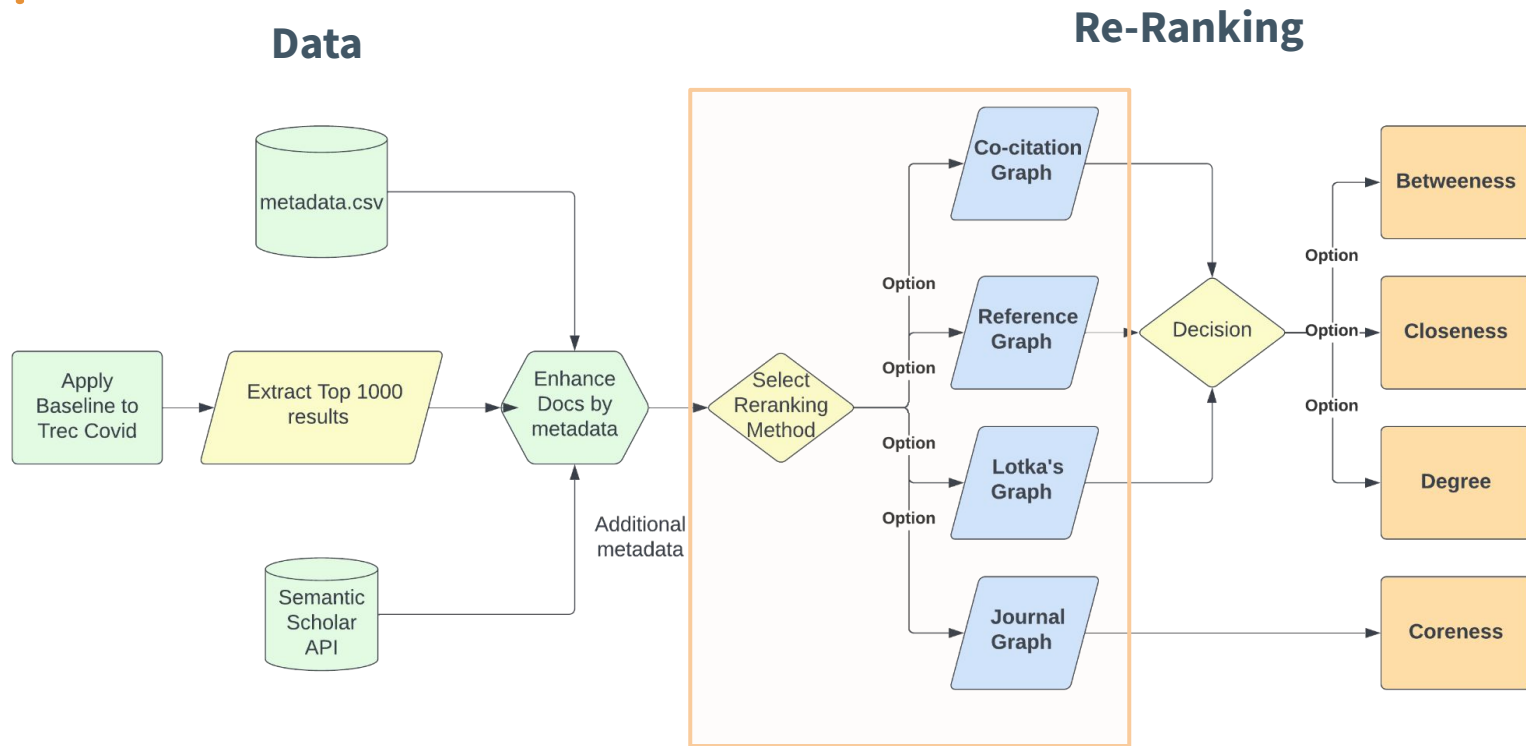 Data
Re-Ranking
metadata.csv
Apply
Baseline to
Trec Covid
Extract Top 1000
results
Enhance
Docs by
metadata
Additional
metadata
Semantic
Scholar
API
Select
Reranking
Method
Option
Option
Option
Option
Co-citation
Graph
Reference
Graph
Lotka's
Graph
Journal
Graph
Decision
Option
Option
Option
Betweeness
Closeness
Degree
Coreness